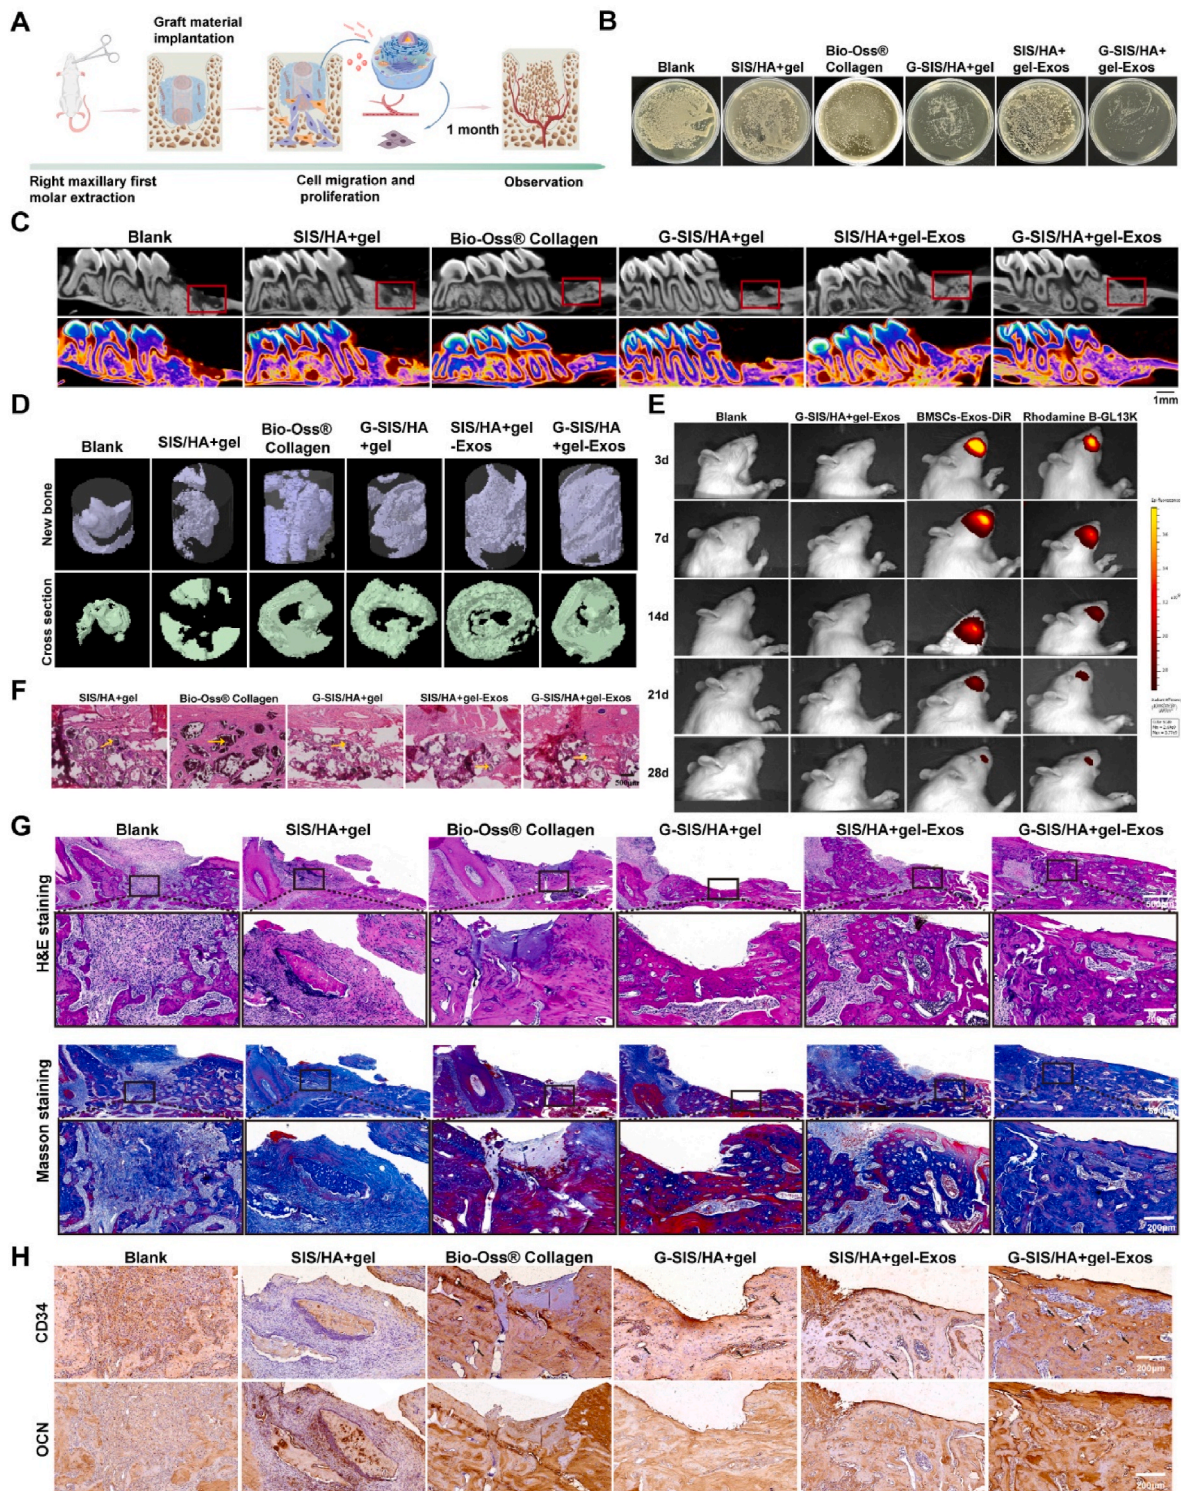 A
Graft material
implantation
1 month
Right maxillary first
molar extraction
Cell migration and
proliferation
Observation
B
Blank
SIS/HA+gel
Bio-Oss®
Collagen
G-SIS/HA+gel
SIS/HA+
gel-Exos
G-SIS/HA+
gel-Exos
C
Blank
SIS/HA+gel
Bio-Oss® Collagen
G-SIS/HA+gel
SIS/HA+gel-Exos
G-SIS/HA+gel-Exos
1mm
D
Blank
SIS/HA+gel
Bio-Oss®
Collagen
G-SIS/HA
+gel
SIS/HA+gel
-Exos
G-SIS/HA
+gel-Exos
New bone
Cross section
E
Blank
G-SIS/HA+gel-Exos
BMSCs-Exos-DiR
Rhodamine B-GL13K
3d
7d
14d
21d
28d
F
SIS/HA+gel
Bio-Oss® Collagen
G-SIS/HA+gel
SIS/HA+gel-Exos
G-SIS/HA+gel-Exos
500μm
G
Blank
SIS/HA+gel
Bio-Oss® Collagen
G-SIS/HA+gel
SIS/HA+gel-Exos
G-SIS/HA+gel-Exos
H&E staining
500μm
200μm
Masson staining
500μm
200μm
H
Blank
SIS/HA+gel
Bio-Oss® Collagen
G-SIS/HA+gel
SIS/HA+gel-Exos
G-SIS/HA+gel-Exos
CD34
200μm
OCN
200μm